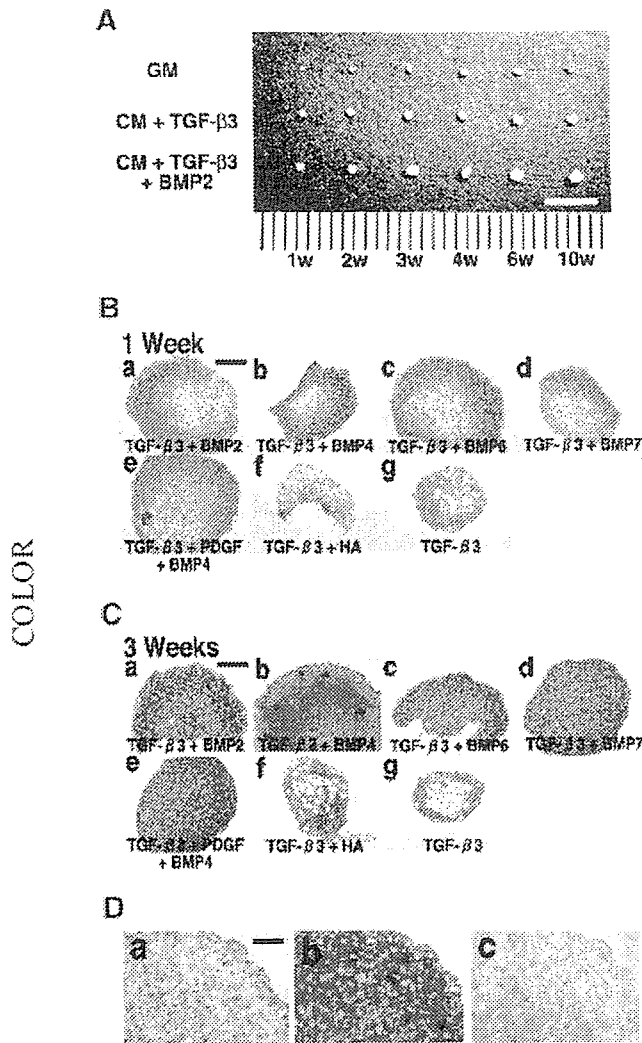 A
GM
CM + TGF-β3
CM + TGF-β3
+ BMP2
1w 2w 3w 4w 6w 10w
B
1 Week
a b c d
TGF-β3 + BMP2 TGF-β3 + BMP4 TGF-β3 + BMP6 TGF-β3 + BMP7
e f g
TGF-β3 + PDGF
+ BMP4
TGF-β3 + HA TGF-β3
COLOR
C
3 Weeks
a b c d
TGF-β3 + BMP2 TGF-β3 + BMP4 TGF-β3 + BMP6 TGF-β3 + BMP7
e f g
TGF-β3 + PDGF
+ BMP4
TGF-β3 + HA TGF-β3
D
a b c